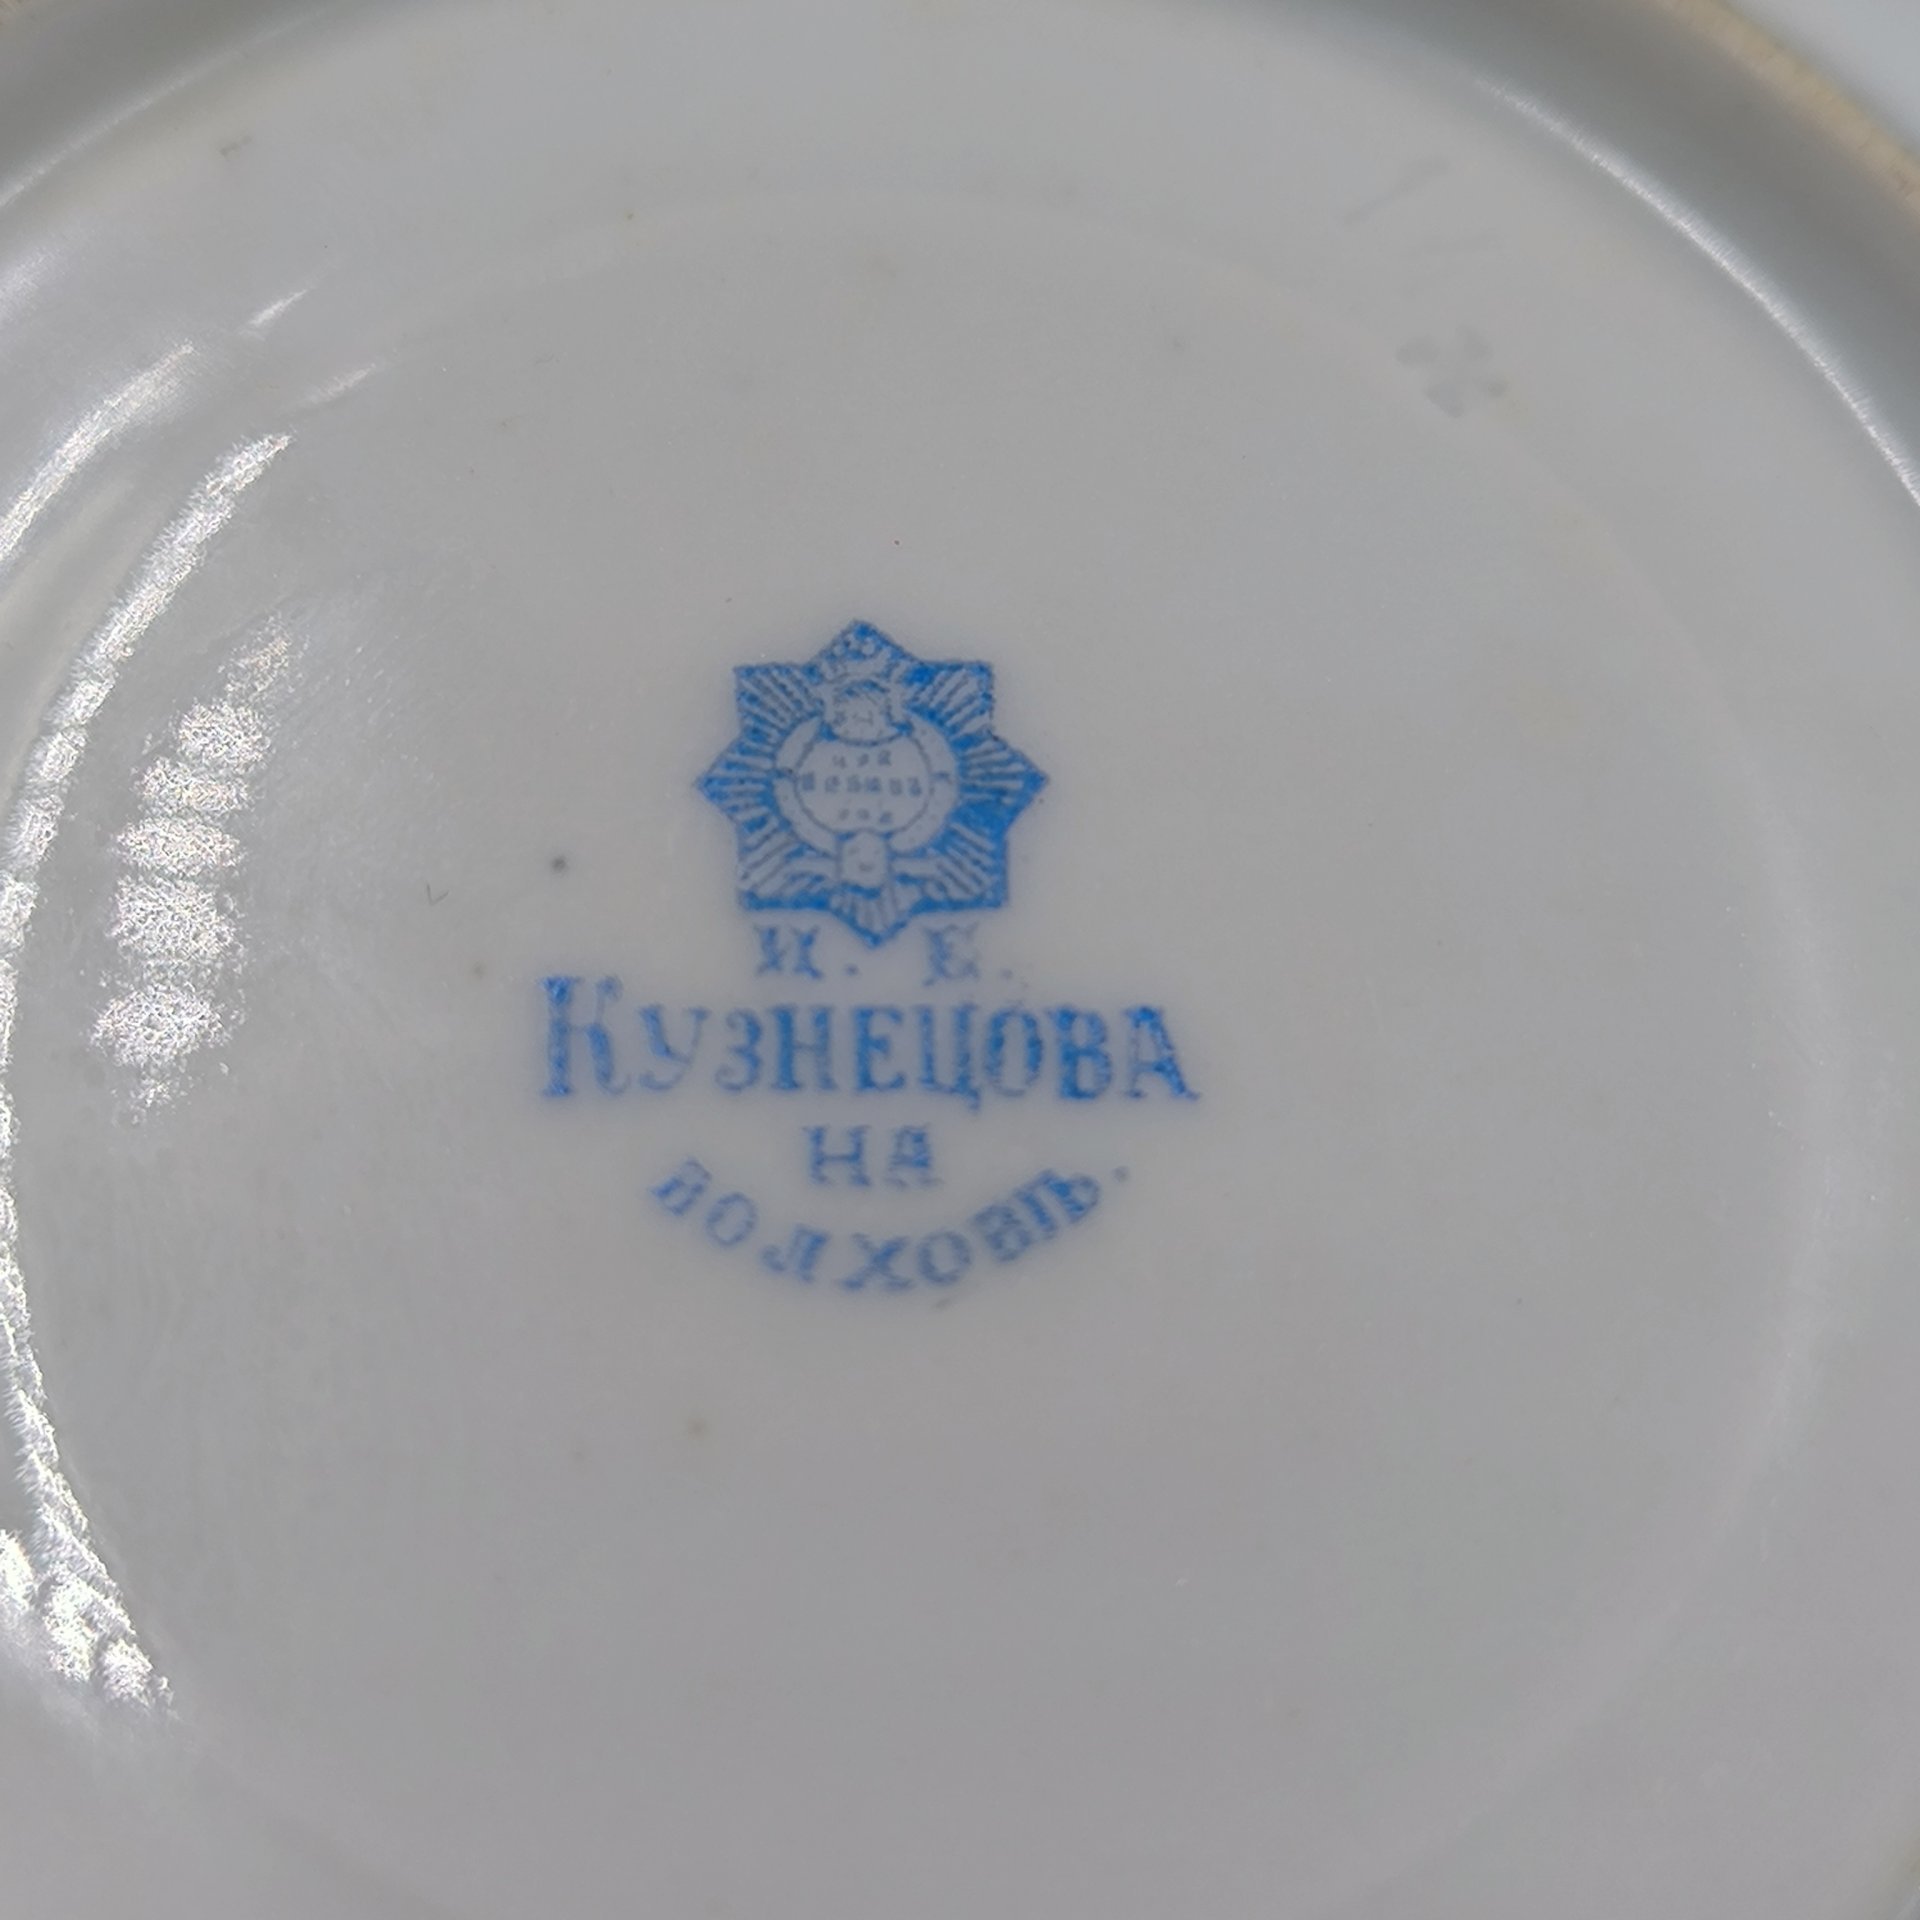 И. Е.
КУЗНЕЦОВА
НА
ВОЛХОВѢ.